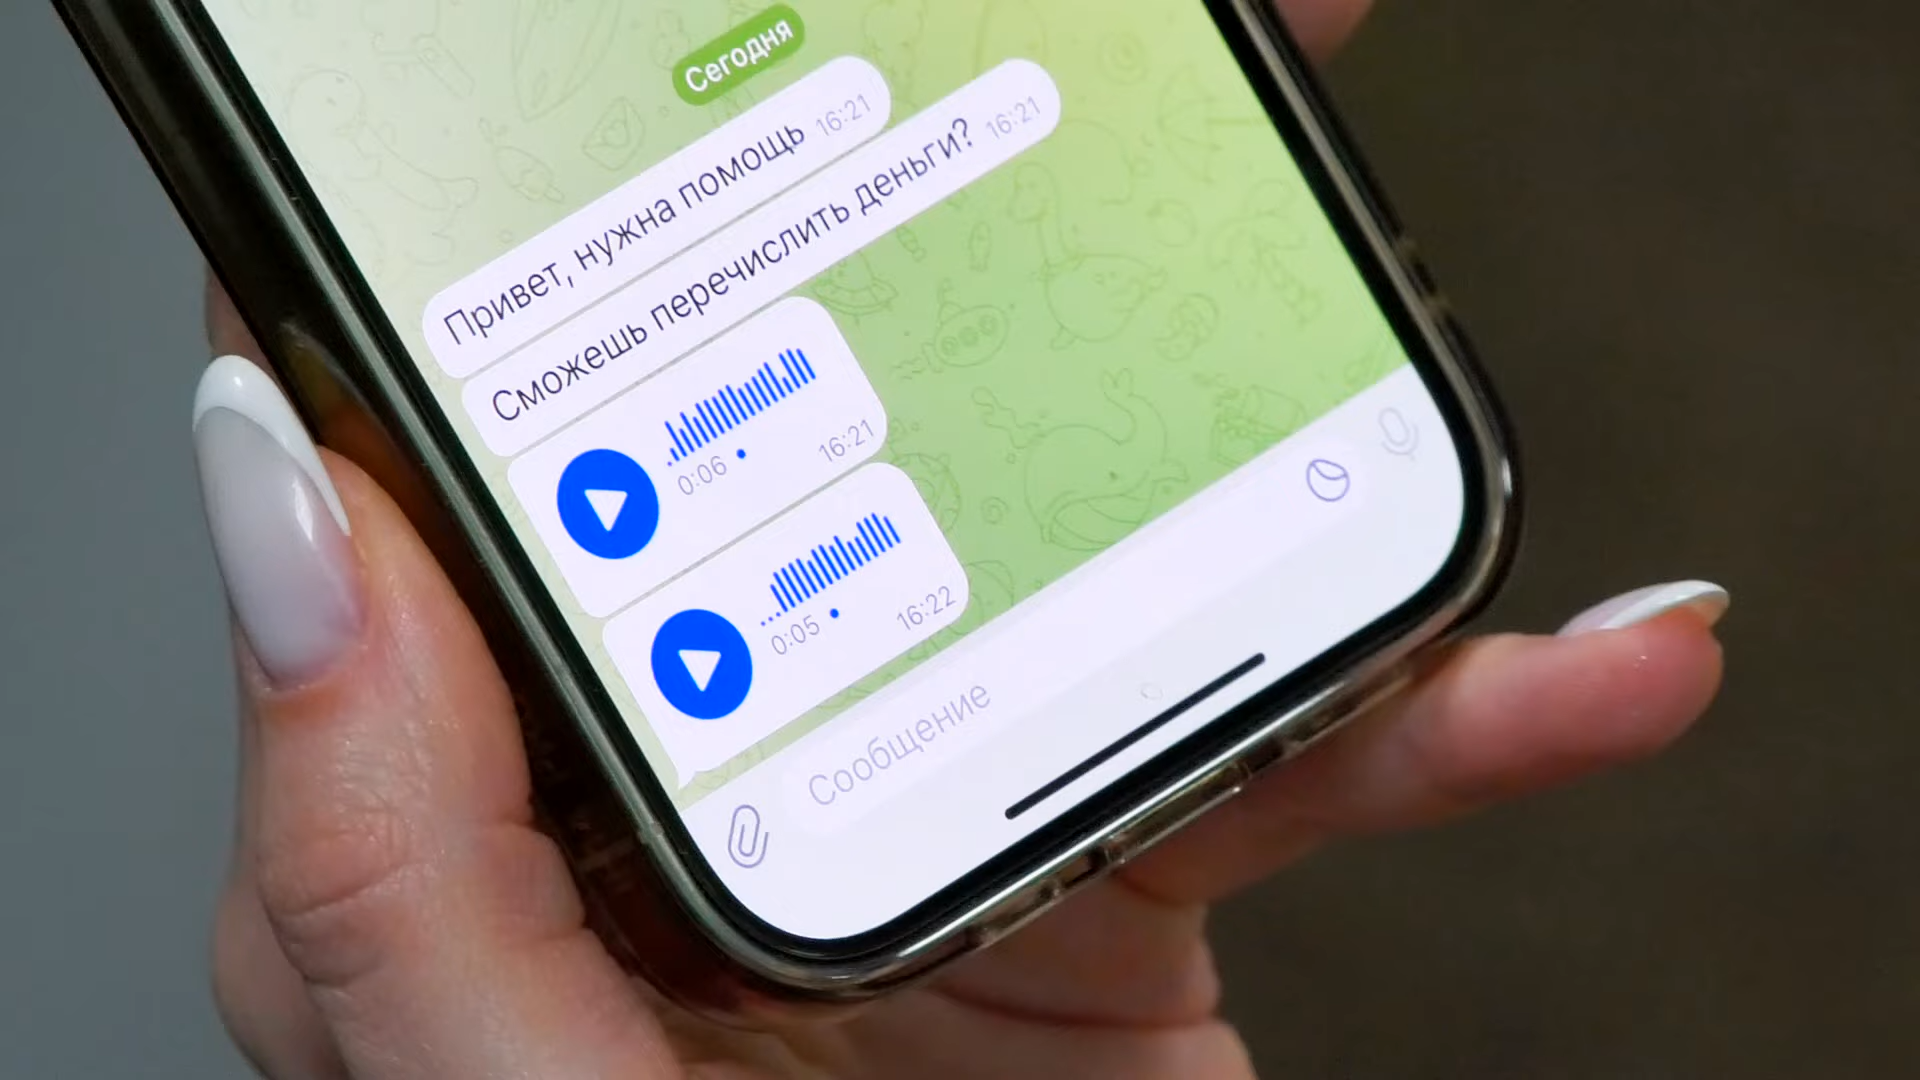 Сегодня
Привет, нужна помощь 16:21
Сможешь перечислить деньги? 16:21
0:06 16:21
0:05 16:22
Сообщение